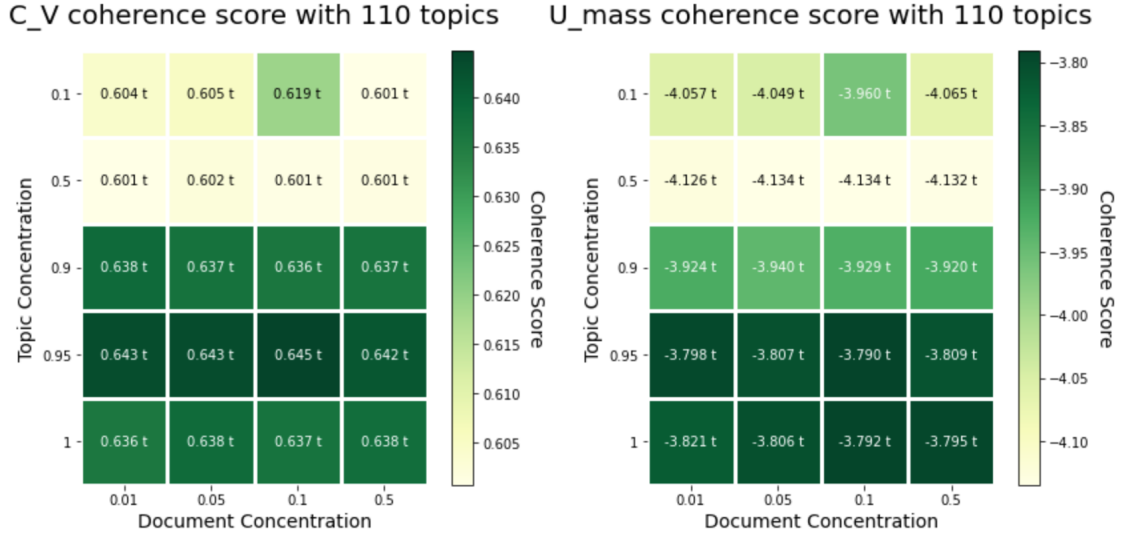 C_V coherence score with 110 topics
Topic Concentration
0.1
0.604 t 0.605 t 0.619 t 0.601 t
0.5
0.601 t 0.602 t 0.601 t 0.601 t
0.9
0.638 t 0.637 t 0.636 t 0.637 t
0.95
0.643 t 0.643 t 0.645 t 0.642 t
1
0.636 t 0.638 t 0.637 t 0.638 t
0.01 0.05 0.1 0.5
Document Concentration
0.640
0.635
0.630
0.625
0.620
0.615
0.610
0.605
Coherence Score
U_mass coherence score with 110 topics
Topic Concentration
0.1
-4.057 t -4.049 t -3.960 t -4.065 t
0.5
-4.126 t -4.134 t -4.134 t -4.132 t
0.9
-3.924 t -3.940 t -3.929 t -3.920 t
0.95
-3.798 t -3.807 t -3.790 t -3.809 t
1
-3.821 t -3.806 t -3.792 t -3.795 t
0.01 0.05 0.1 0.5
Document Concentration
−3.80
−3.85
−3.90
−3.95
−4.00
−4.05
−4.10
Coherence Score